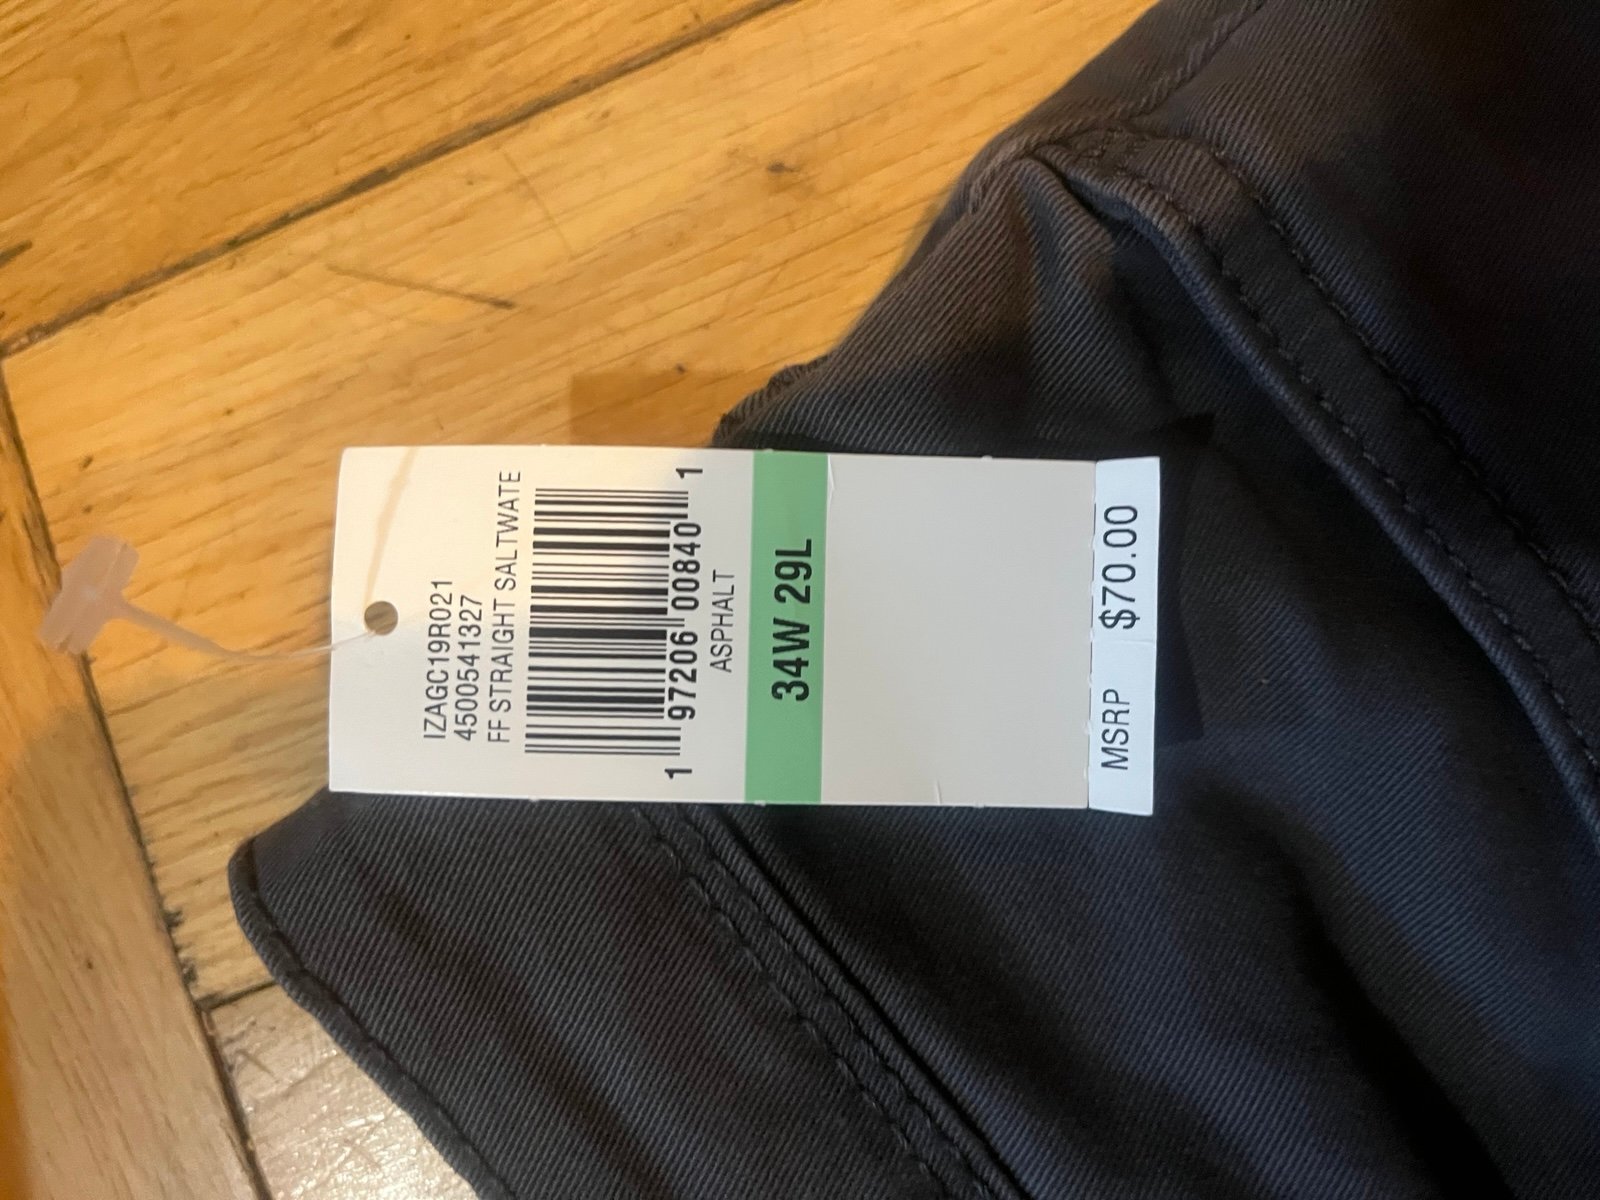 IZAGC19R021
4500541327
FF STRAIGHT SALTWATE
1 97206 00840 1
ASPHALT
34W 29L
MSRP $70.00